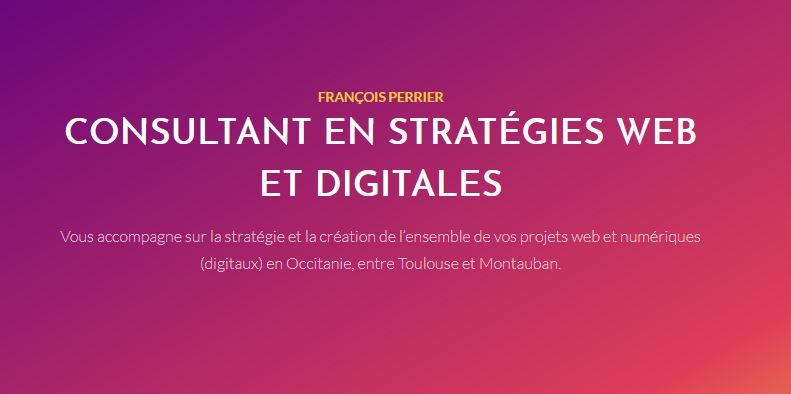 FRANÇOIS PERRIER
CONSULTANT EN STRATÉGIES WEB
ET DIGITALES
Vous accompagne sur la stratégie et la création de l’ensemble de vos projets web et numériques
(digitaux) en Occitanie, entre Toulouse et Montauban.